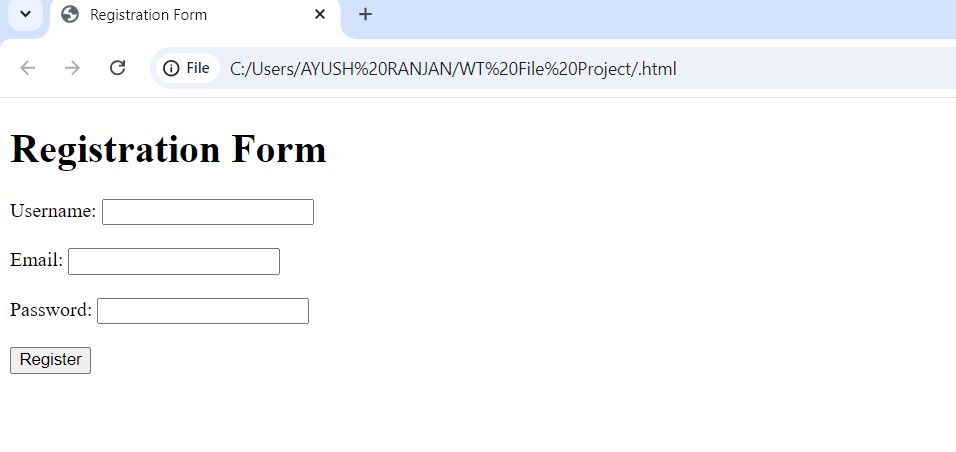 Registration Form
File C:/Users/AYUSH%20RANJAN/WT%20File%20Project/.html
Registration Form
Username:
Email:
Password:
Register